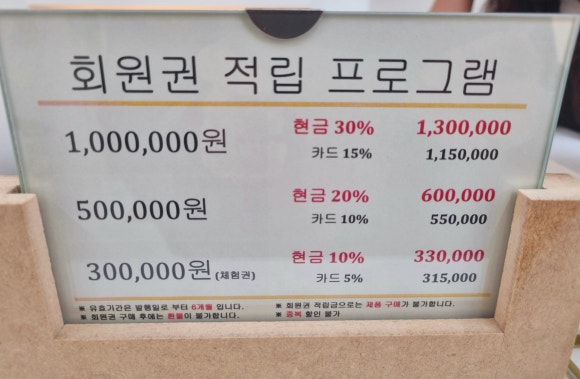 회원권 적립 프로그램
1,000,000원
현금 30% 1,300,000
카드 15% 1,150,000
500,000원
현금 20% 600,000
카드 10% 550,000
300,000원 (체험권)
현금 10% 330,000
카드 5% 315,000
※ 유효기간은 발행일로 부터 6개월 입니다.
※ 회원권 구매 후에는 환불이 불가합니다.
※ 회원권 적립금으로는 제품 구매가 불가합니다.
※ 중복 할인 불가